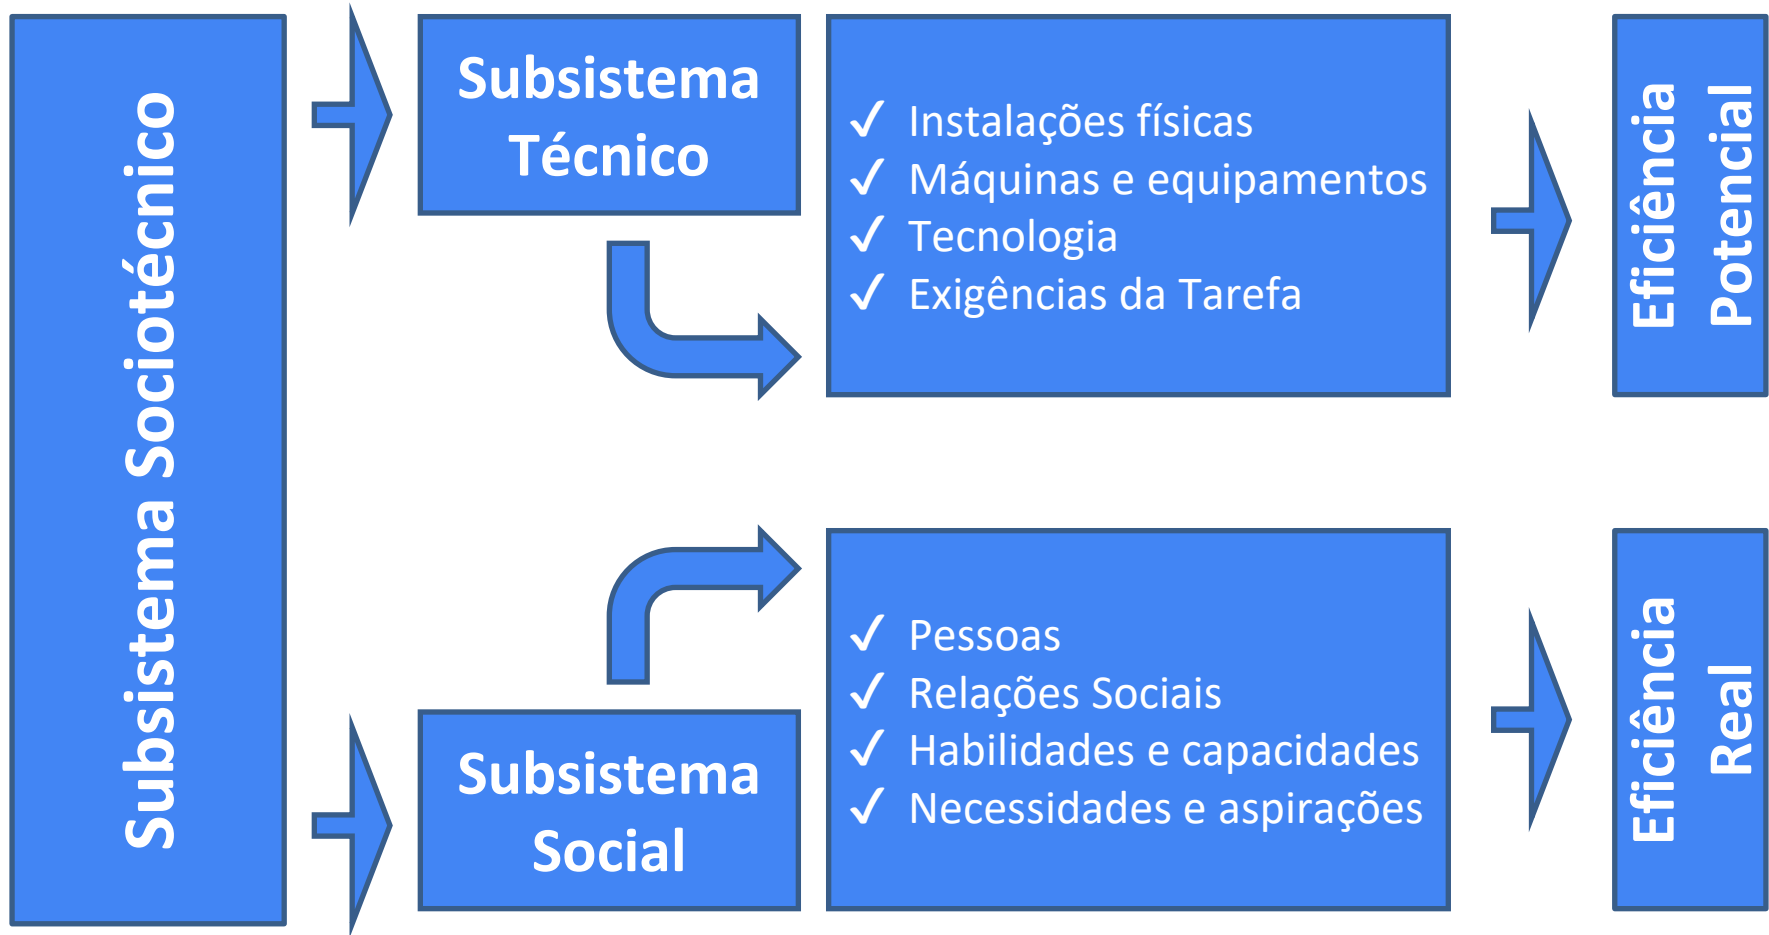 Subsistema Sociotécnico
Subsistema
Técnico
✓ Instalações físicas
✓ Máquinas e equipamentos
✓ Tecnologia
✓ Exigências da Tarefa
Eficiência
Potencial
Subsistema
Social
✓ Pessoas
✓ Relações Sociais
✓ Habilidades e capacidades
✓ Necessidades e aspirações
Eficiência
Real